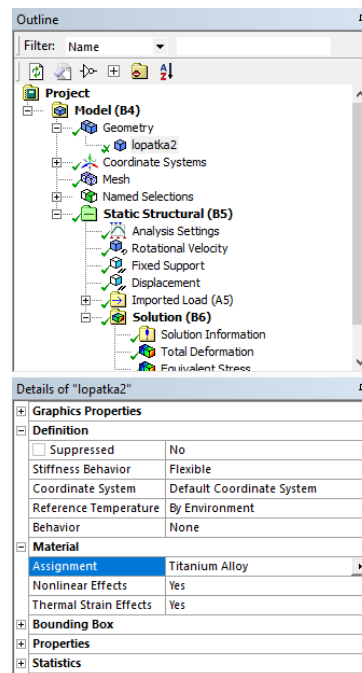 Outline
Filter: Name
Project
Model (B4)
Geometry
lopatka2
Coordinate Systems
Mesh
Named Selections
Static Structural (B5)
Analysis Settings
Rotational Velocity
Fixed Support
Displacement
Imported Load (A5)
Solution (B6)
Solution Information
Total Deformation
Equivalent Stress
Details of "lopatka2"
Graphics Properties
Definition
Suppressed No
Stiffness Behavior Flexible
Coordinate System Default Coordinate System
Reference Temperature By Environment
Behavior None
Material
Assignment Titanium Alloy
Nonlinear Effects Yes
Thermal Strain Effects Yes
Bounding Box
Properties
Statistics